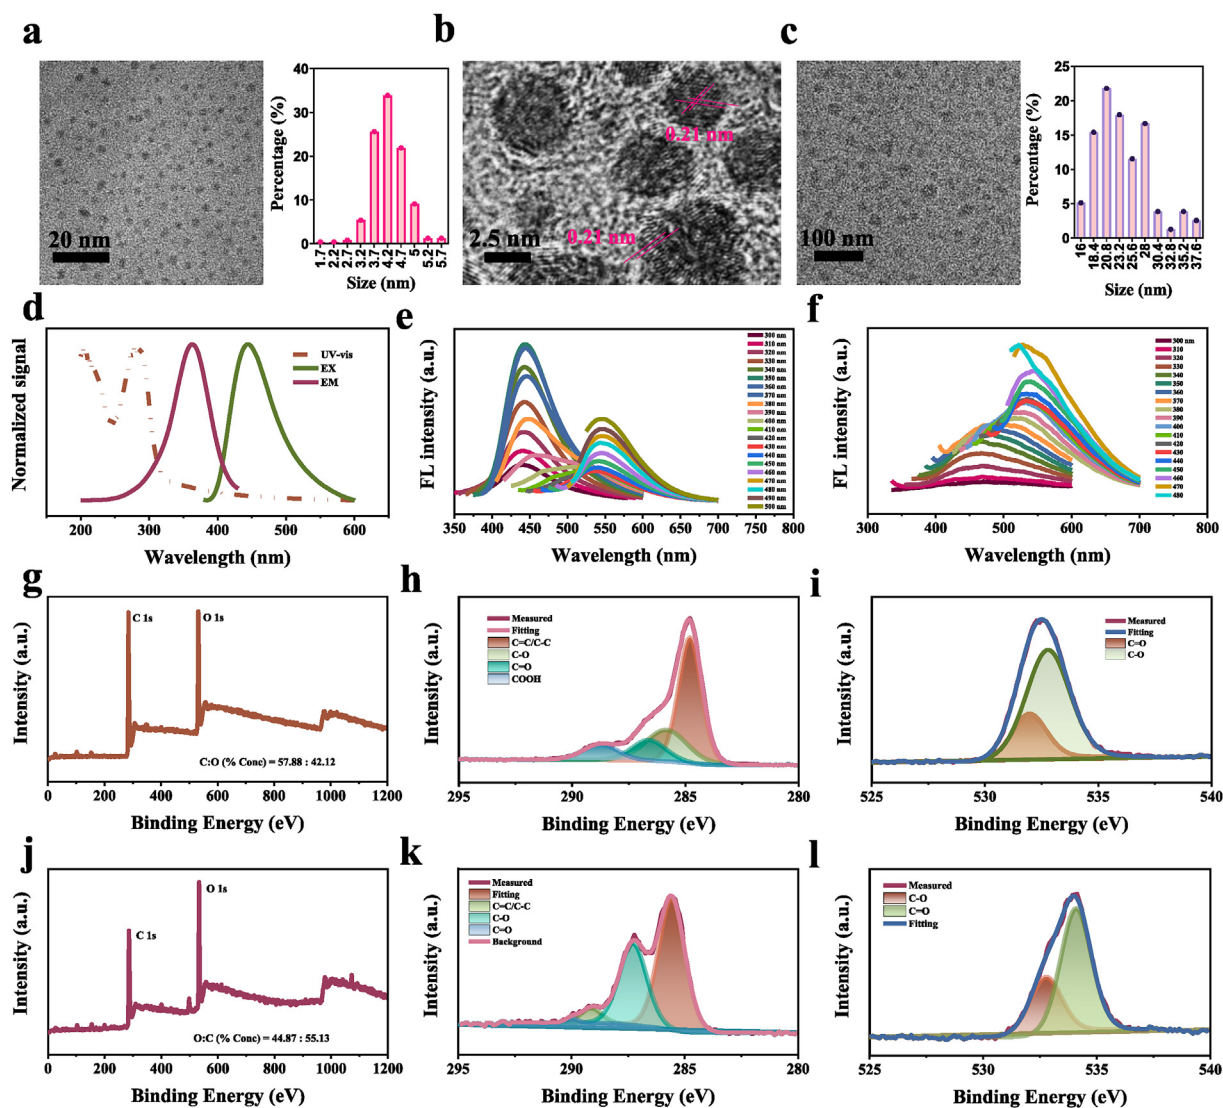 a
20 nm
Percentage (%)
40
30
20
10
0
1.7
2.2
2.7
3.2
3.7
4.2
4.7
5
5.2
5.7
Size (nm)
b
0.21 nm
0.21 nm
2.5 nm
c
100 nm
Percentage (%)
25
20
15
10
5
0
16
18.4
20.8
23.2
25.6
28
30.4
32.8
35.2
37.6
Size (nm)
d
Normalized signal
UV-vis
EX
EM
200 300 400 500 600
Wavelength (nm)
e
FL intensity (a.u.)
300 nm
310 nm
320 nm
330 nm
340 nm
350 nm
360 nm
370 nm
380 nm
390 nm
400 nm
410 nm
420 nm
430 nm
440 nm
450 nm
460 nm
470 nm
480 nm
490 nm
500 nm
350 400 450 500 550 600 650 700 750 800
Wavelength (nm)
f
FL intensity (a.u.)
300 nm
310
320
330
340
350
360
370
380
390
400
410
420
430
440
450
460
470
480
300 400 500 600 700 800
Wavelength (nm)
g
Intensity (a.u.)
C 1s
O 1s
C:O (% Conc) = 57.88 : 42.12
0 200 400 600 800 1000 1200
Binding Energy (eV)
h
Intensity (a.u.)
Measured
Fitting
C=C/C-C
C-O
C=O
COOH
295 290 285 280
Binding Energy (eV)
i
Intensity (a.u.)
Measured
Fitting
C=O
C-O
525 530 535 540
Binding Energy (eV)
j
Intensity (a.u.)
C 1s
O 1s
O:C (% Conc) = 44.87 : 55.13
0 200 400 600 800 1000 1200
Binding Energy (eV)
k
Intensity (a.u.)
Measured
Fitting
C=C/C-C
C-O
C=O
Background
295 290 285 280
Binding Energy (eV)
l
Intensity (a.u.)
Measured
C-O
C=O
Fitting
525 530 535 540
Binding Energy (eV)